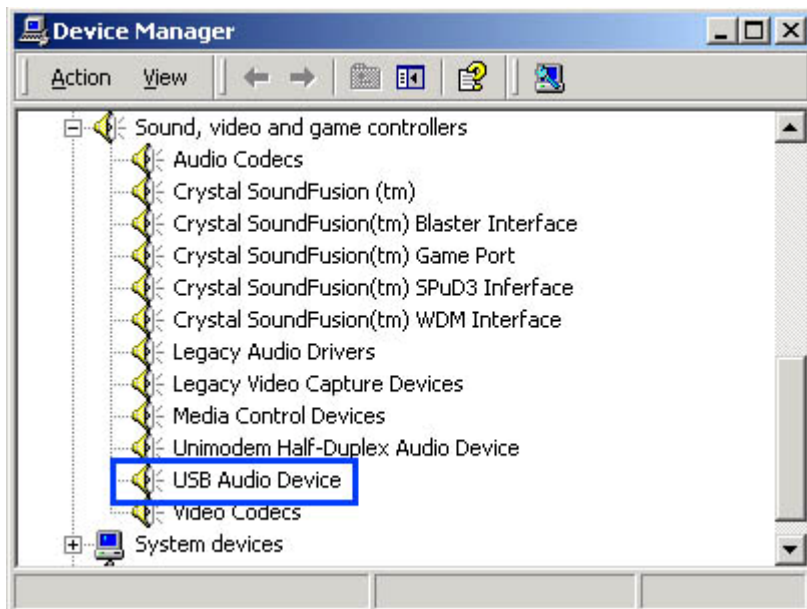 Device Manager
Action View
Sound, video and game controllers
Audio Codecs
Crystal SoundFusion (tm)
Crystal SoundFusion(tm) Blaster Interface
Crystal SoundFusion(tm) Game Port
Crystal SoundFusion(tm) SPuD3 Inferface
Crystal SoundFusion(tm) WDM Interface
Legacy Audio Drivers
Legacy Video Capture Devices
Media Control Devices
Unimodem Half-Duplex Audio Device
USB Audio Device
Video Codecs
System devices